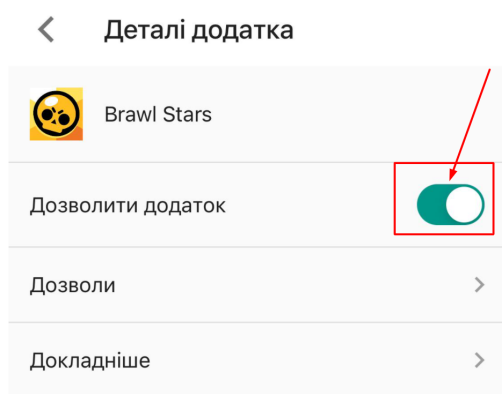 Деталі додатка
Brawl Stars
Дозволити додаток
Дозволи
Докладніше